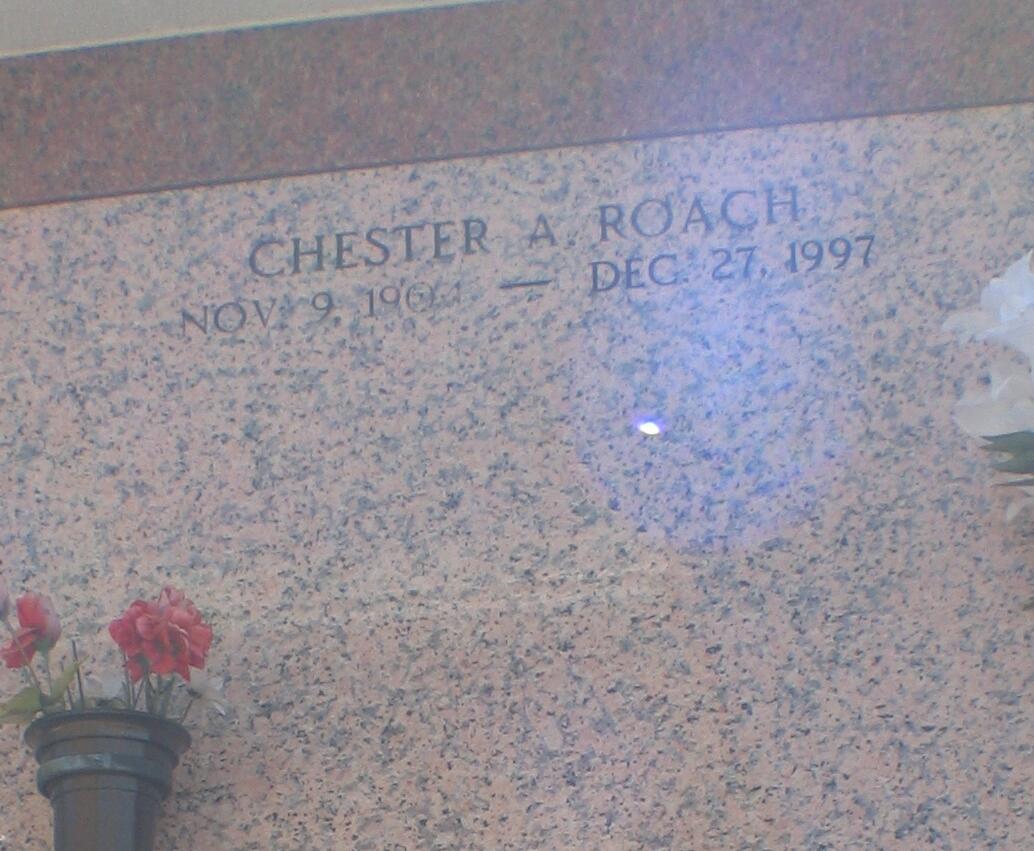 CHESTER A. ROACH
NOV. 9, — DEC. 27, 1997